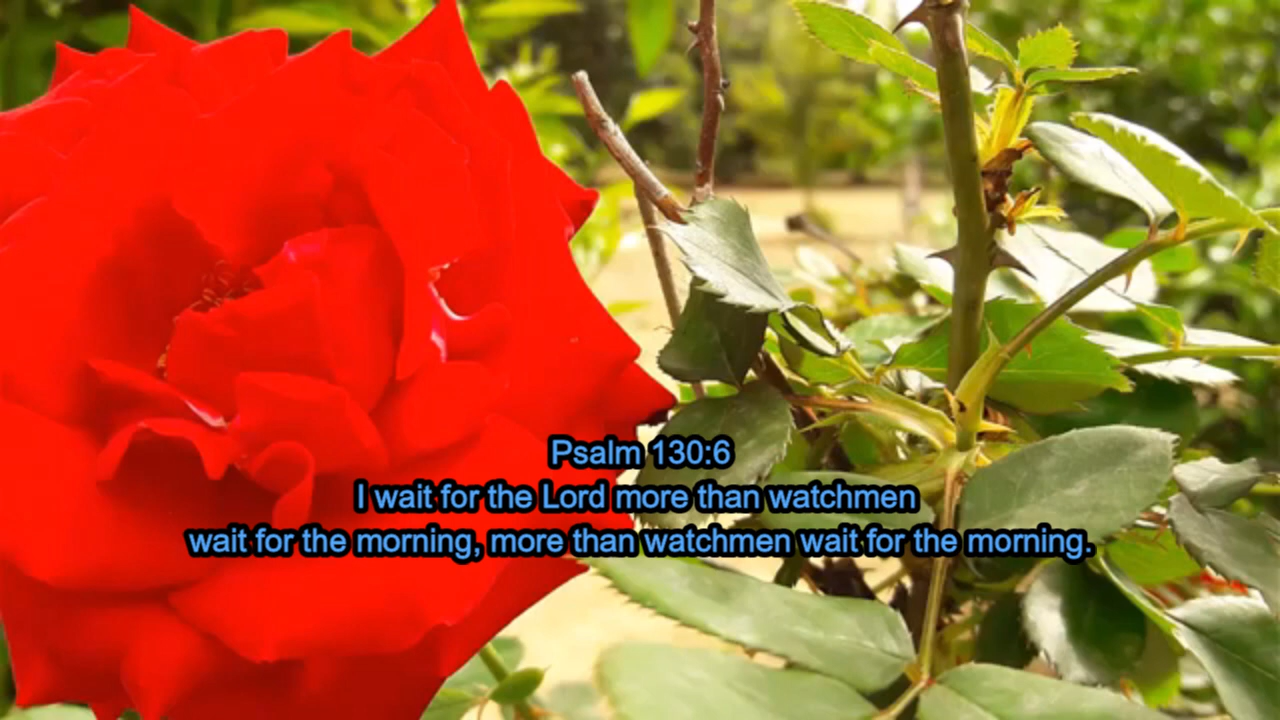 Psalm 130:6
I wait for the Lord more than watchmen
wait for the morning, more than watchmen wait for the morning.